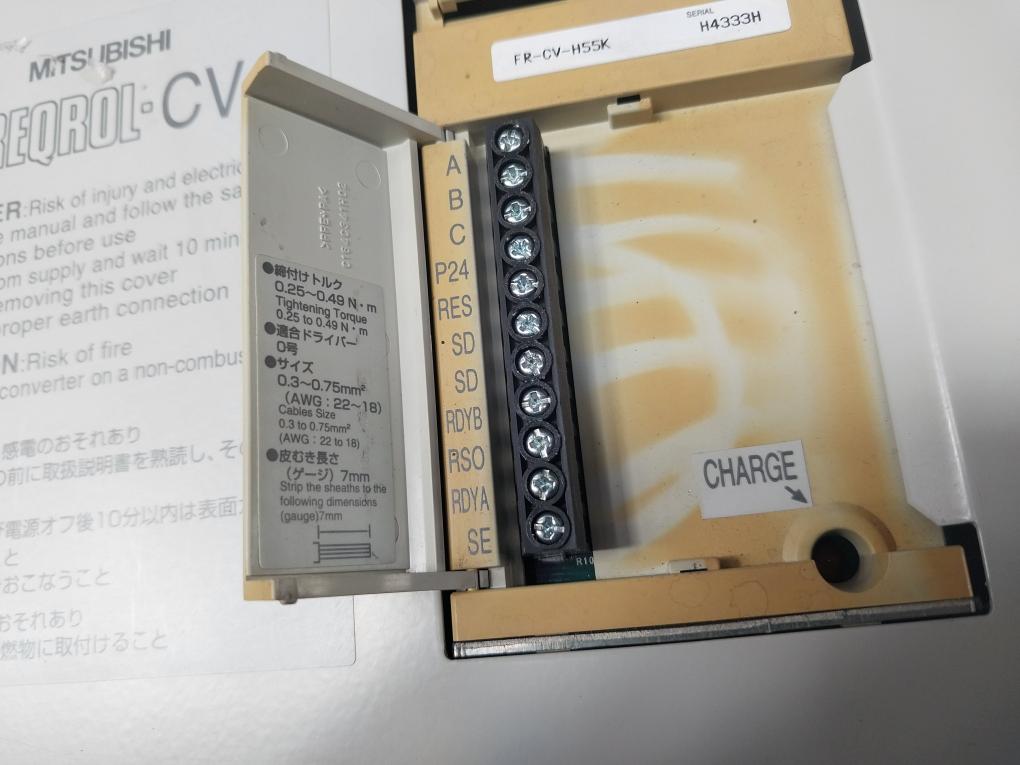 MITSUBISHI
REQROL-CV
ER:Risk of injury and electric
manual and follow the sa
ons before use
om supply and wait 10 min
emoving this cover
proper earth connection
N:Risk of fire
converter on a non-combus
感電のおそれあり
の前に取扱説明書を熟読し、その
電源オフ後10分以内は表面カ
と
おこなうこと
おそれあり
燃物に取付けること
FR-CV-H55K
SERIAL
H4333H
>PPE+PA<
●締付けトルク
0.25~0.49 N・m
Tightening Torque
0.25 to 0.49 N・m
●適合ドライバー
0号
●サイズ
0.3~0.75mm²
(AWG : 22~18)
Cables Size
0.3 to 0.75mm²
(AWG : 22 to 18)
●皮むき長さ
(ゲージ) 7mm
Strip the sheaths to the
following dimensions
(gauge)7mm
A
B
C
P24
RES
SD
SD
RDYB
RSO
RDYA
SE
R10
CHARGE